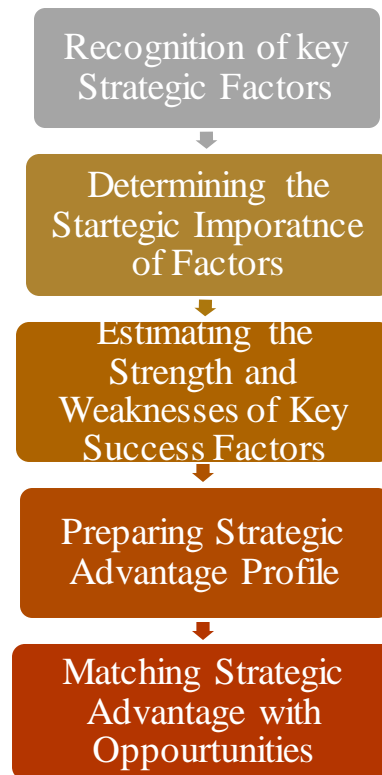 Recognition of key
Strategic Factors
Determining the
Startegic Imporatnce
of Factors
Estimating the
Strength and
Weaknesses of Key
Success Factors
Preparing Strategic
Advantage Profile
Matching Strategic
Advantage with
Oppourtunities